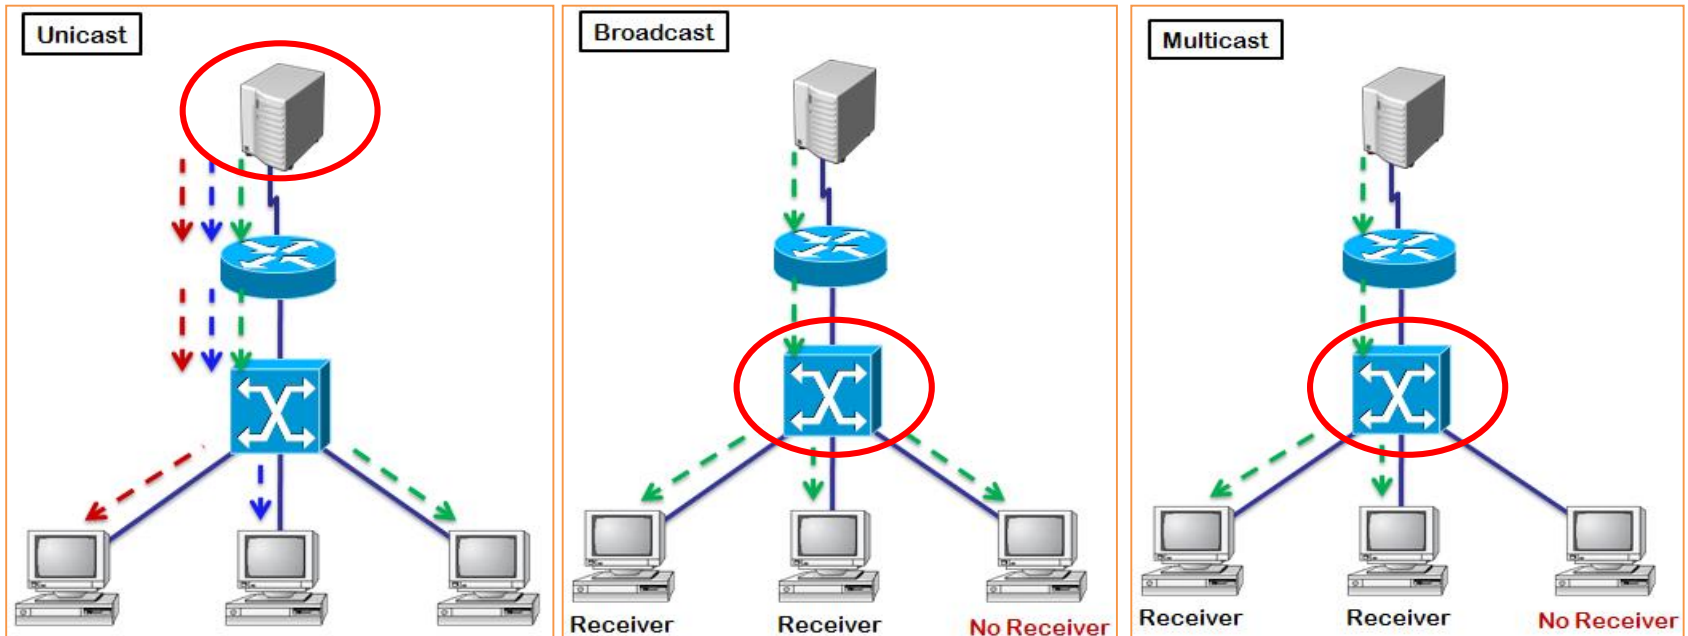 Unicast
Broadcast
Receiver
Receiver
No Receiver
Multicast
Receiver
Receiver
No Receiver